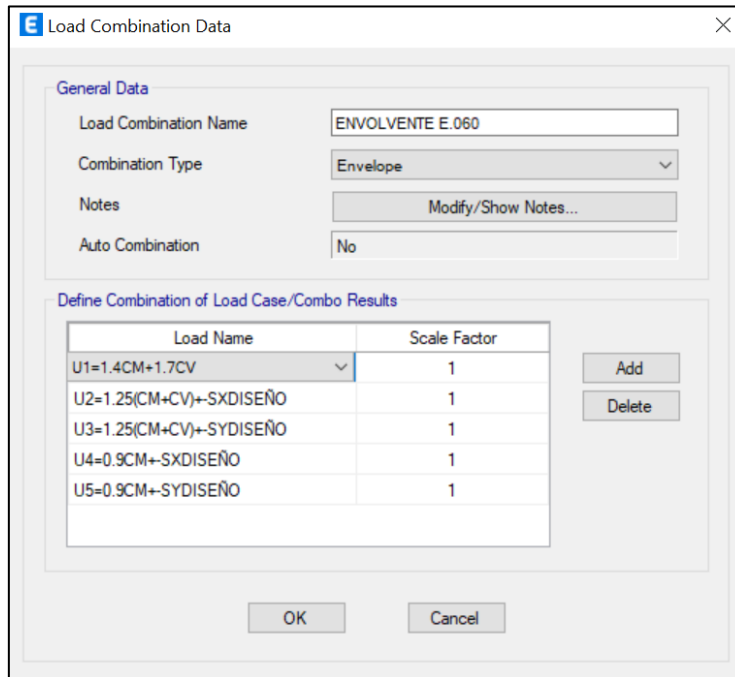 E Load Combination Data
General Data
Load Combination Name ENVOLVENTE E.060
Combination Type Envelope
Notes Modify/Show Notes...
Auto Combination No
Define Combination of Load Case/Combo Results
Load Name Scale Factor
U1=1.4CM+1.7CV 1 Add
U2=1.25(CM+CV)+-SXDISEÑO 1 Delete
U3=1.25(CM+CV)+-SYDISEÑO 1
U4=0.9CM+-SXDISEÑO 1
U5=0.9CM+-SYDISEÑO 1
OK Cancel